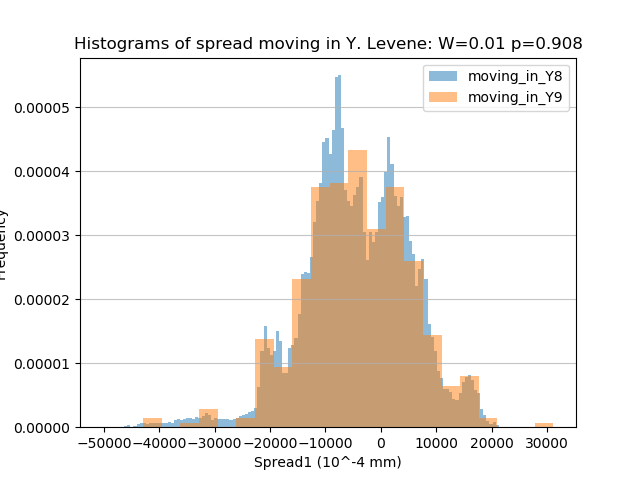 Histograms of spread moving in Y. Levene: W=0.01 p=0.908
moving_in_Y8
moving_in_Y9
0.00005
0.00004
0.00003
0.00002
0.00001
0.00000
Frequency
−50000 −40000 −30000 −20000 −10000 0 10000 20000 30000
Spread1 (10^-4 mm)